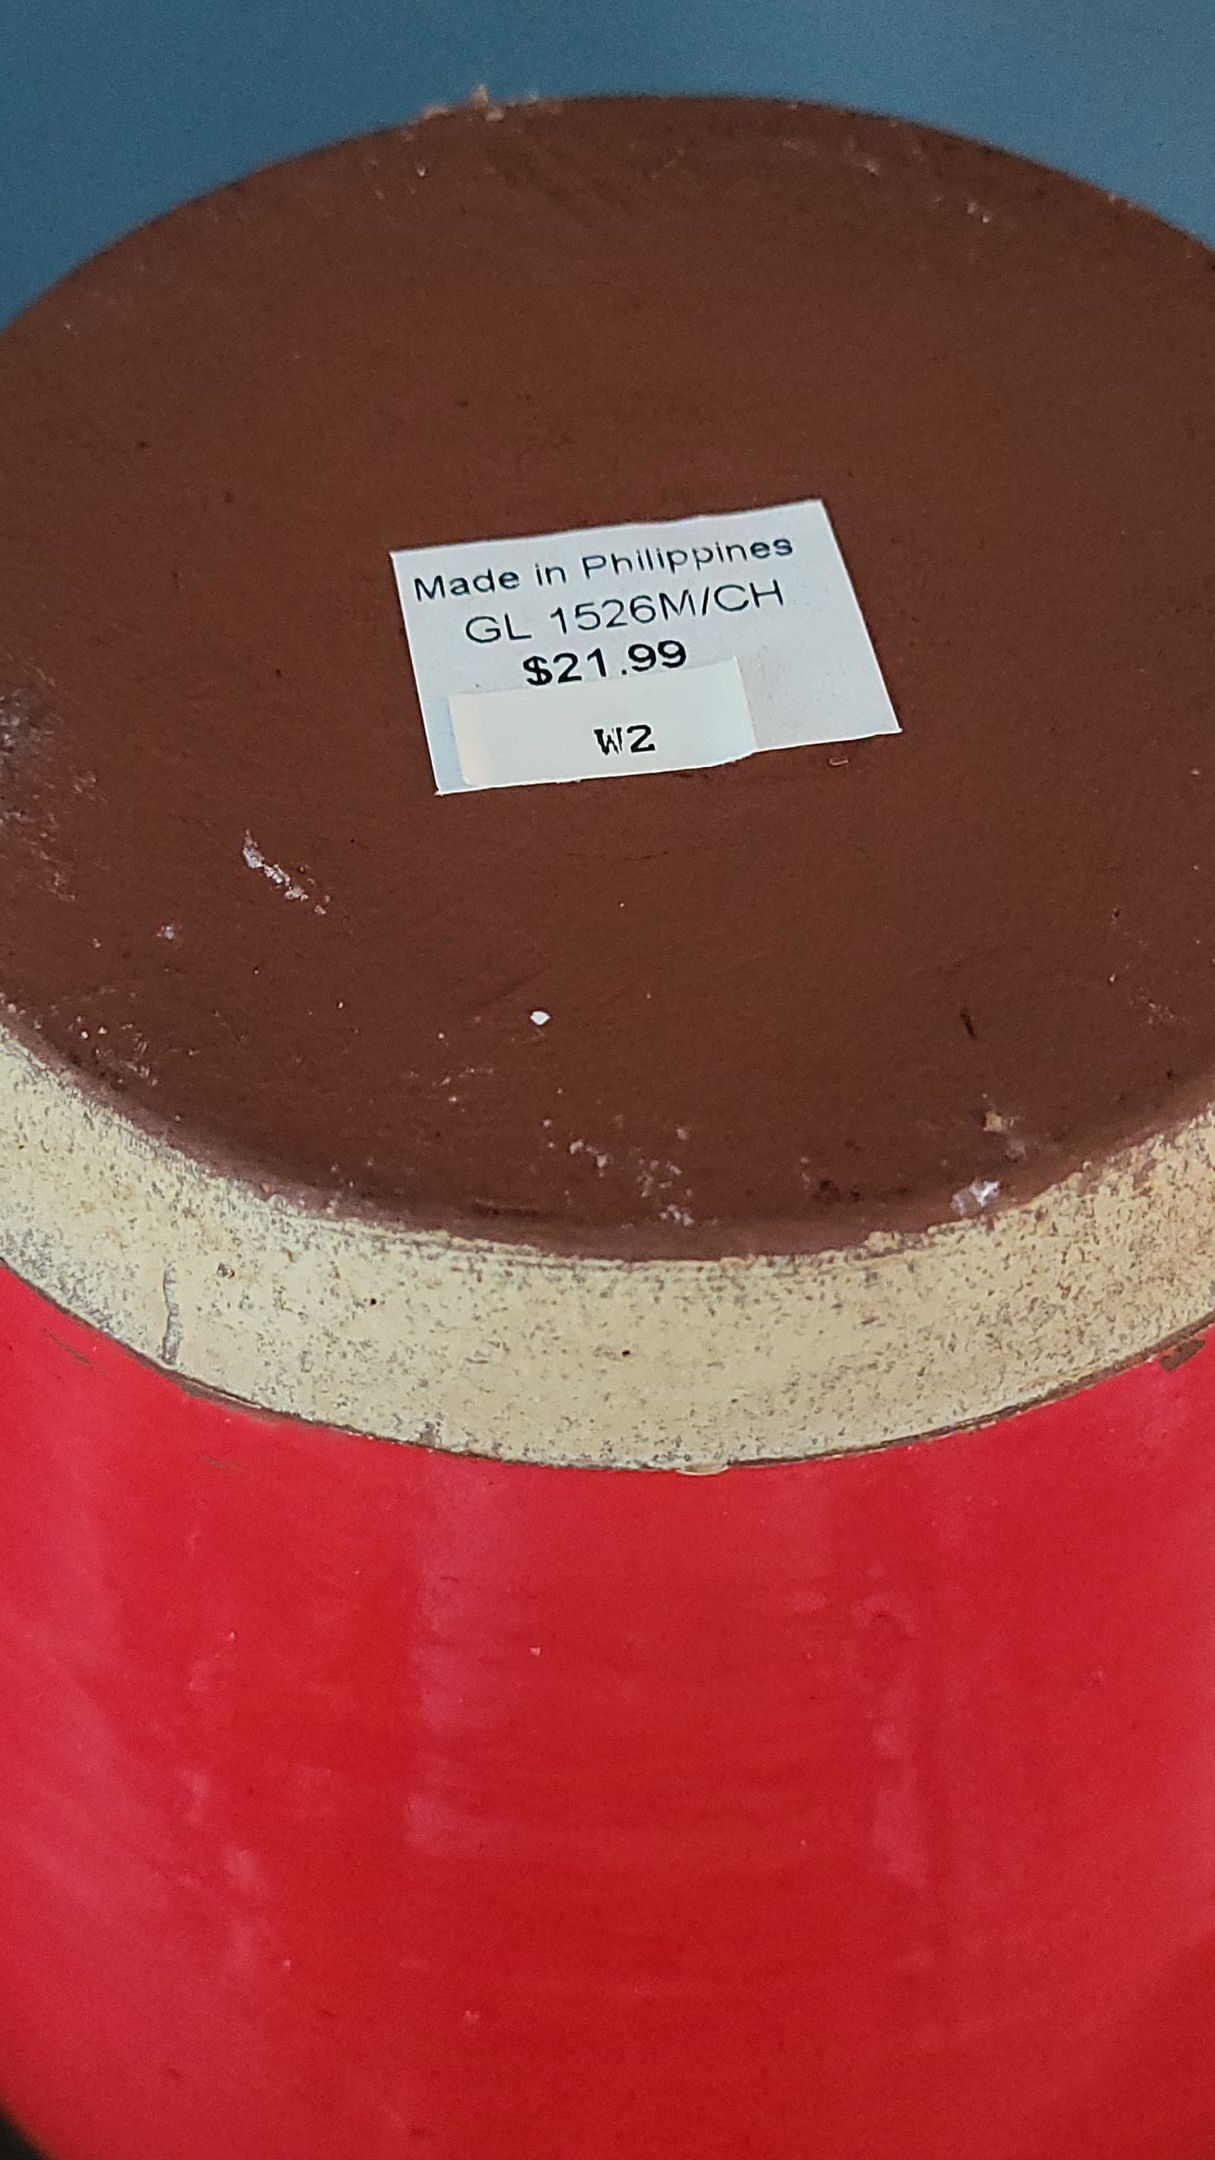 Made in Philippines
GL 1526M/CH
$21.99
W2